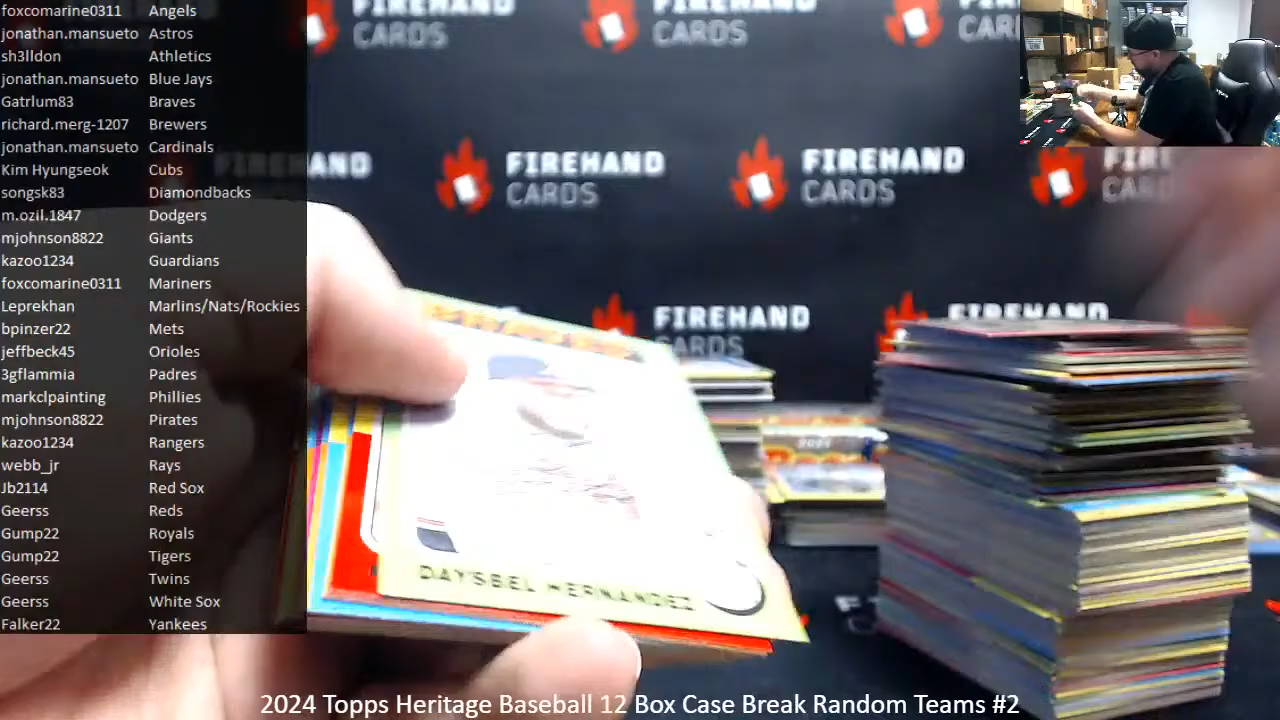 foxcomarine0311 Angels
jonathan.mansueto Astros
sh3lldon Athletics
jonathan.mansueto Blue Jays
Gatrlum83 Braves
richard.merg-1207 Brewers
jonathan.mansueto Cardinals
Kim Hyungseok Cubs
songsk83 Diamondbacks
m.ozil.1847 Dodgers
mjohnson8822 Giants
kazoo1234 Guardians
foxcomarine0311 Mariners
Leprekhan Marlins/Nats/Rockies
bpinzer22 Mets
jeffbeck45 Orioles
3gflammia Padres
markclpainting Phillies
mjohnson8822 Pirates
kazoo1234 Rangers
webb_jr Rays
Jb2114 Red Sox
Geerss Reds
Gump22 Royals
Gump22 Tigers
Geerss Twins
Geerss White Sox
Falker22 Yankees
FIREHAND
CARDS
FIREHAND
CARDS
FIREHAND
CARDS
FIREHAND
CARDS
FIREHAND
CARDS
FIREHAND
DAYSBEL HERNANDEZ
2024 Topps Heritage Baseball 12 Box Case Break Random Teams #2